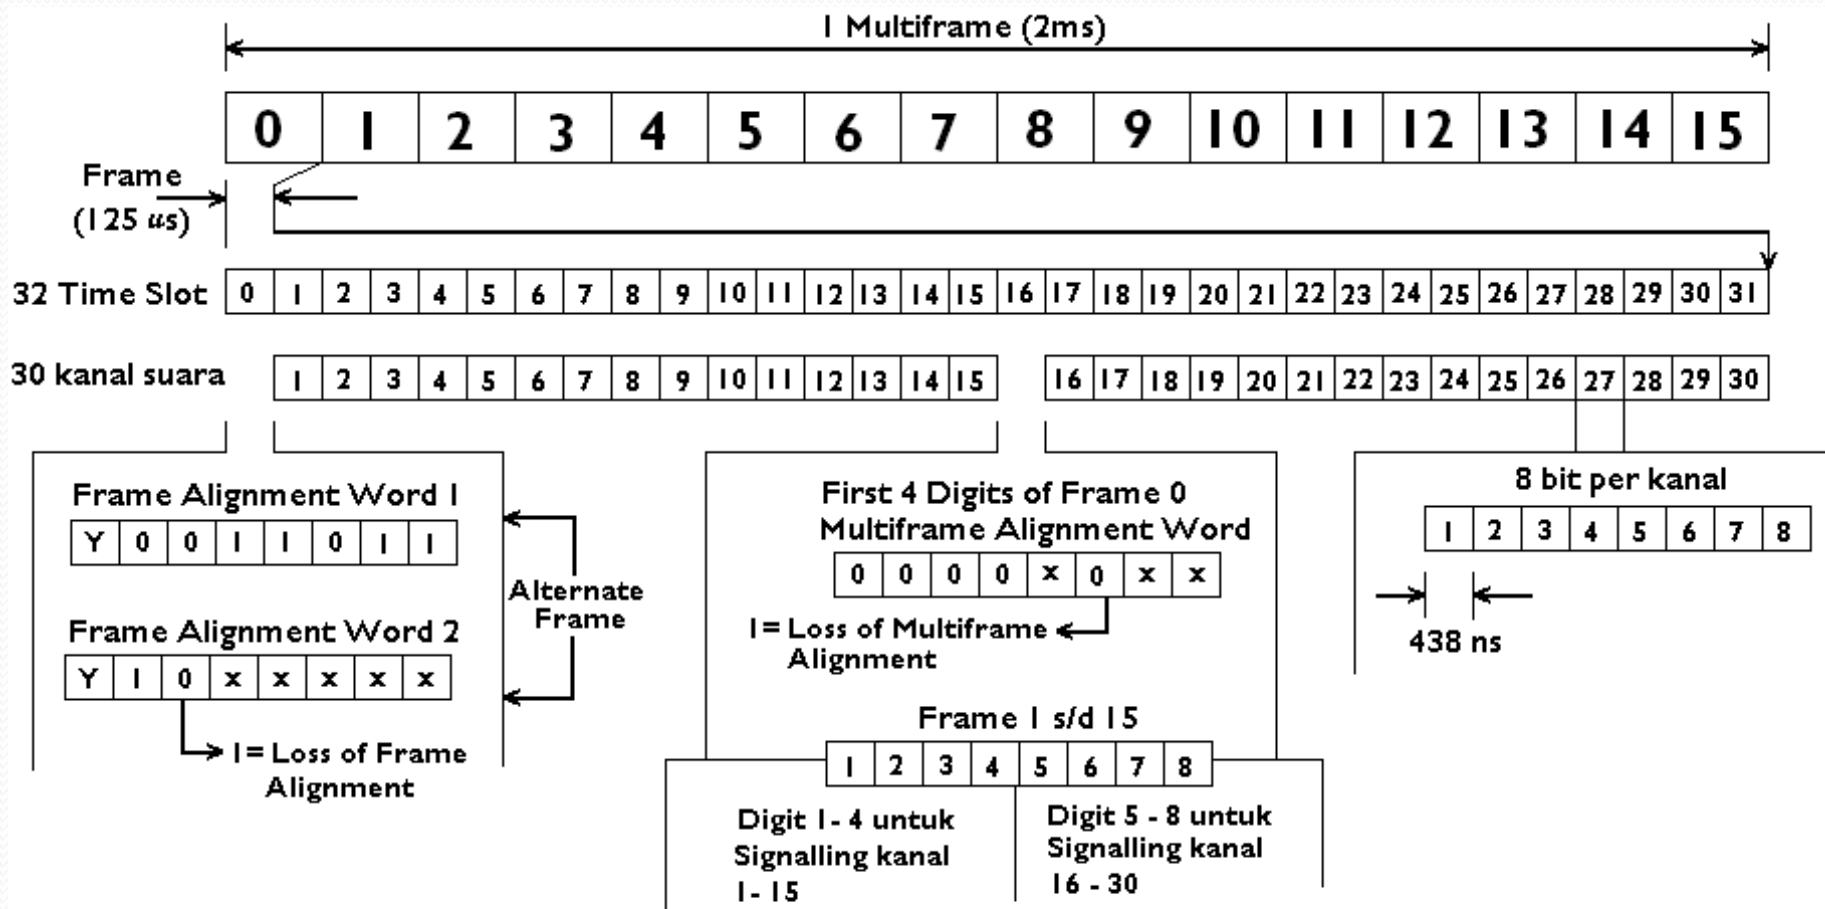 1 Multiframe (2ms)
0 1 2 3 4 5 6 7 8 9 10 11 12 13 14 15
Frame
(125 us)
32 Time Slot 0 1 2 3 4 5 6 7 8 9 10 11 12 13 14 15 16 17 18 19 20 21 22 23 24 25 26 27 28 29 30 31
30 kanal suara 1 2 3 4 5 6 7 8 9 10 11 12 13 14 15 16 17 18 19 20 21 22 23 24 25 26 27 28 29 30
Frame Alignment Word 1
Y 0 0 1 1 0 1 1
Alternate
Frame
Frame Alignment Word 2
Y 1 0 x x x x x
1= Loss of Frame
Alignment
First 4 Digits of Frame 0
Multiframe Alignment Word
0 0 0 0 x 0 x x
1= Loss of Multiframe
Alignment
Frame 1 s/d 15
1 2 3 4 5 6 7 8
Digit 1- 4 untuk
Signalling kanal
1- 15
Digit 5 - 8 untuk
Signalling kanal
16 - 30
8 bit per kanal
1 2 3 4 5 6 7 8
438 ns